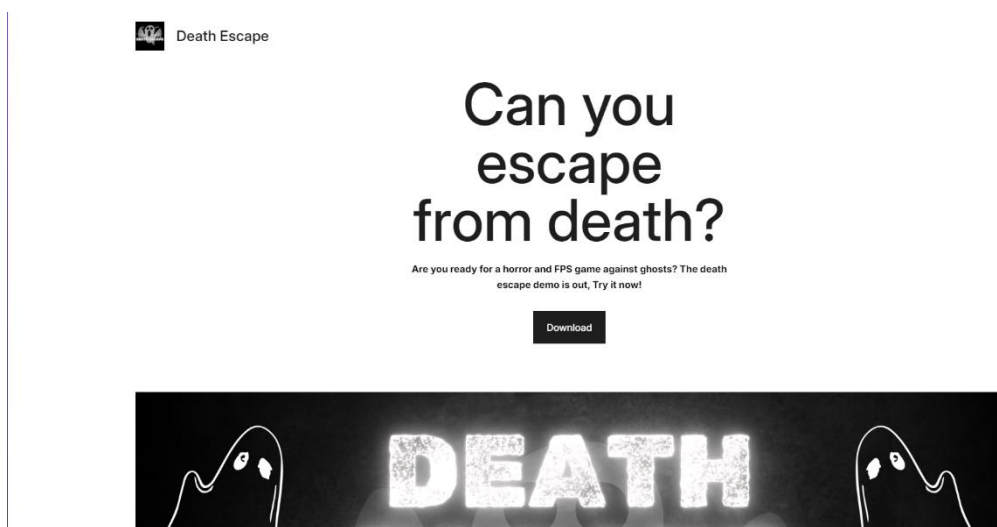 Death Escape
Can you
escape
from death?
Are you ready for a horror and FPS game against ghosts? The death
escape demo is out, Try it now!
Download
DEATH